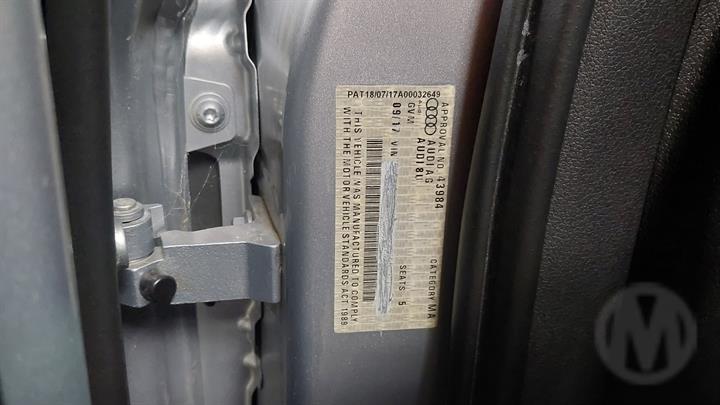 PAT18/07/17A00032649
APPROVAL NO. 43984 CATEGORY MA
AUDI AG
AUDI 8U
GVM SEATS 5
09/17 VIN
THIS VEHICLE WAS MANUFACTURED TO COMPLY
WITH THE MOTOR VEHICLE STANDARDS ACT 1989
M